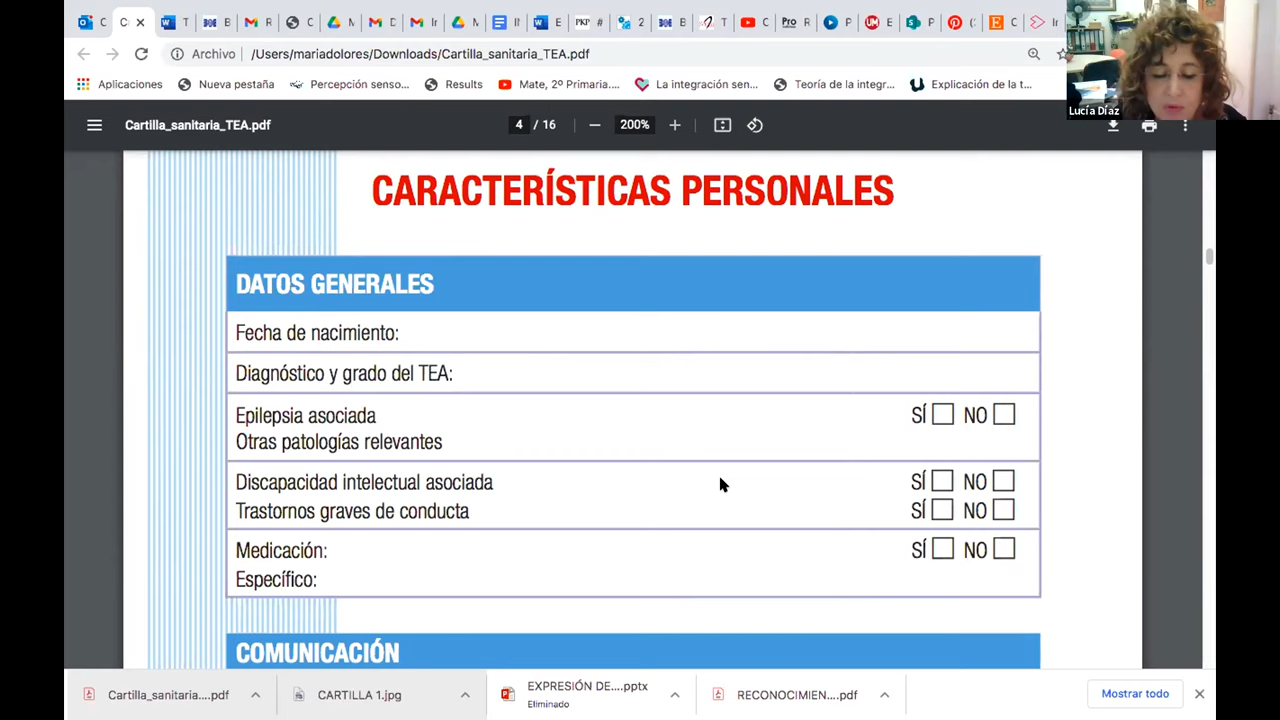 Archivo /Users/mariadolores/Downloads/Cartilla_sanitaria_TEA.pdf
Aplicaciones Nueva pestaña Percepción senso... Results Mate, 2º Primaria.... La integración sen... Teoría de la integr... Explicación de la t...
Lucía Díaz
Cartilla_sanitaria_TEA.pdf 4 / 16 200%
CARACTERÍSTICAS PERSONALES
DATOS GENERALES
Fecha de nacimiento:
Diagnóstico y grado del TEA:
Epilepsia asociada SÍ NO
Otras patologías relevantes
Discapacidad intelectual asociada SÍ NO
Trastornos graves de conducta SÍ NO
Medicación: SÍ NO
Específico:
COMUNICACIÓN
Cartilla_sanitaria....pdf CARTILLA 1.jpg EXPRESIÓN DE....pptx RECONOCIMIEN....pdf Mostrar todo
Eliminado